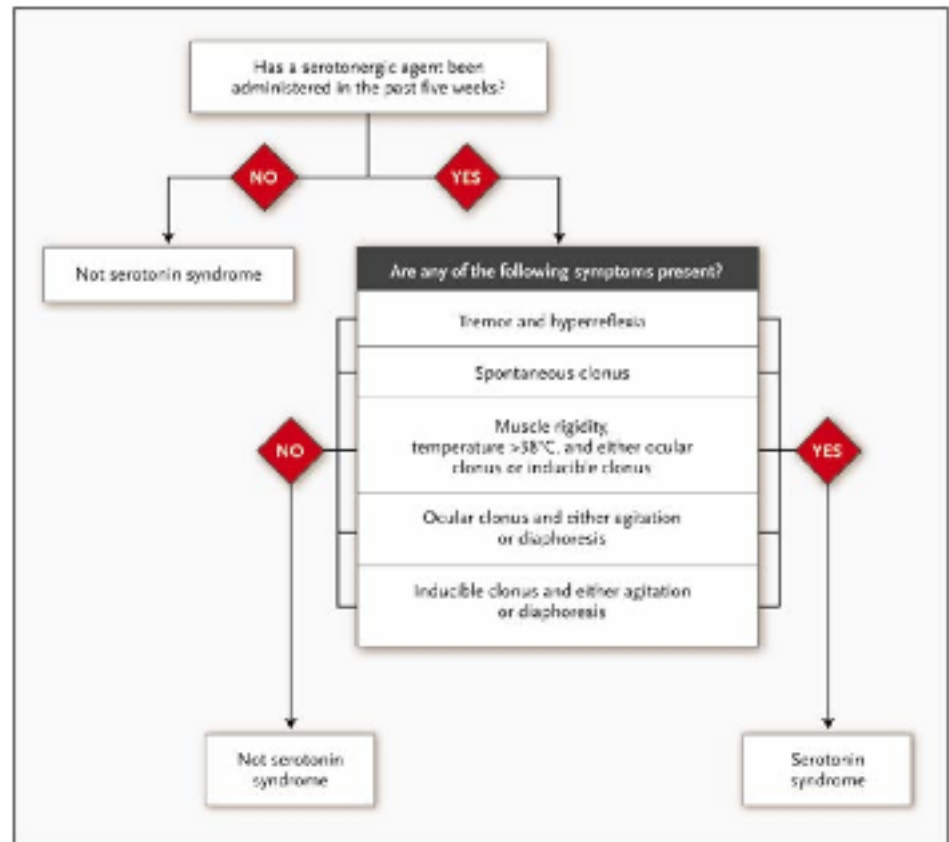 Has a serotonergic agent been
administered in the past five weeks?
NO
YES
Not serotonin syndrome
Are any of the following symptoms present?
Tremor and hyperreflexia
Spontaneous clonus
Muscle rigidity,
temperature >38°C, and either ocular
clonus or inducible clonus
NO
YES
Ocular clonus and either agitation
or diaphoresis
Inducible clonus and either agitation
or diaphoresis
Not serotonin
syndrome
Serotonin
syndrome